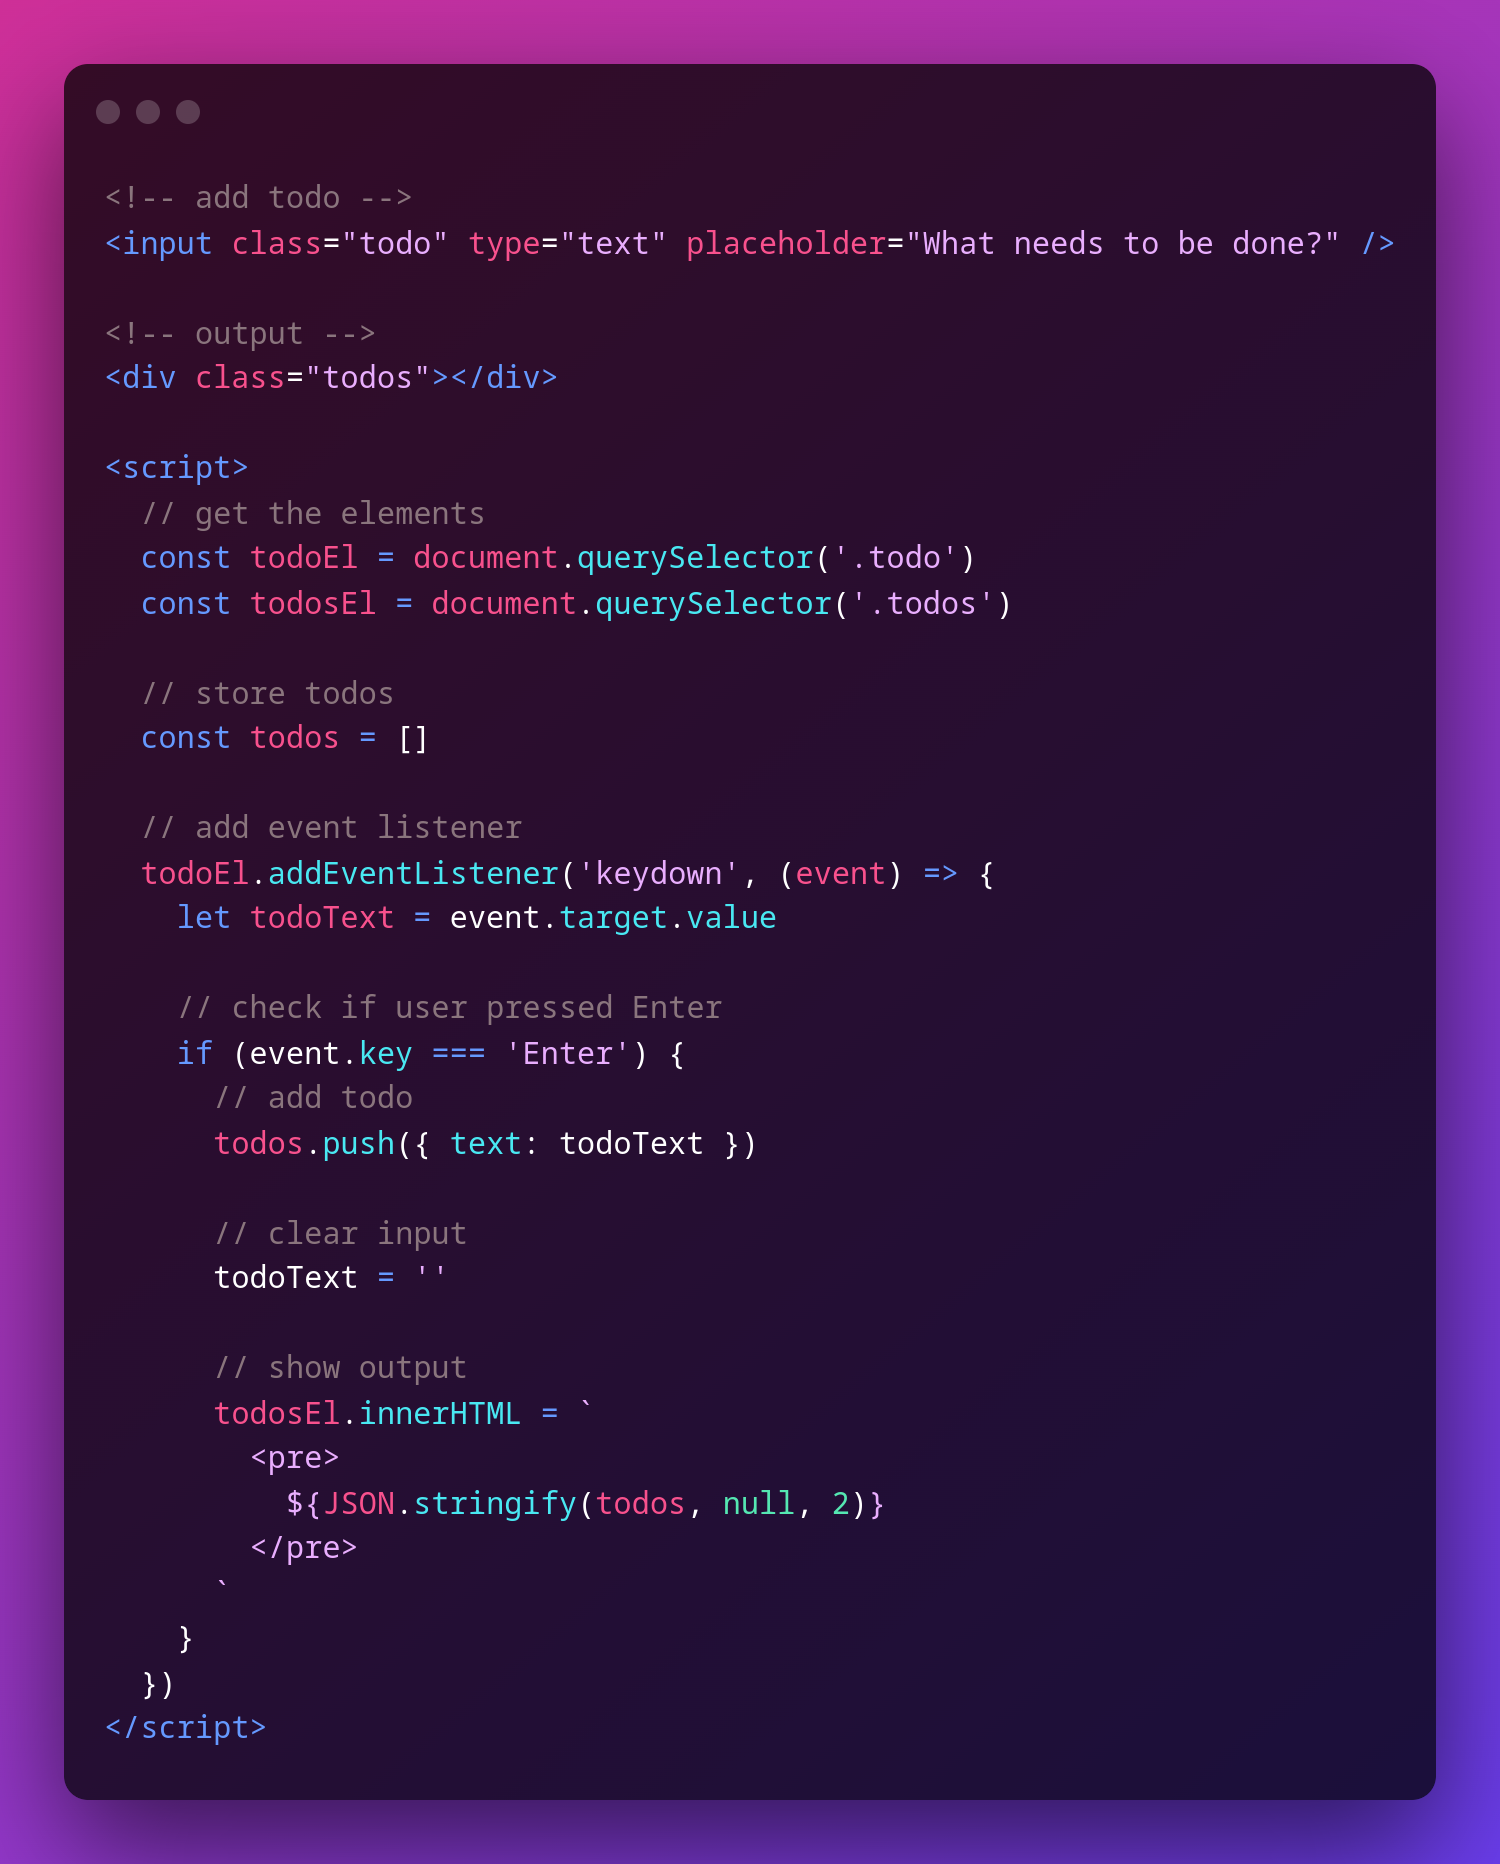 <!-- add todo -->
<input class="todo" type="text" placeholder="What needs to be done?" />

<!-- output -->
<div class="todos"></div>

<script>
  // get the elements
  const todoEl = document.querySelector('.todo')
  const todosEl = document.querySelector('.todos')

  // store todos
  const todos = []

  // add event listener
  todoEl.addEventListener('keydown', (event) => {
    let todoText = event.target.value

    // check if user pressed Enter
    if (event.key === 'Enter') {
      // add todo
      todos.push({ text: todoText })

      // clear input
      todoText = ''

      // show output
      todosEl.innerHTML = `
        <pre>
          ${JSON.stringify(todos, null, 2)}
        </pre>
      `
    }
  })
</script>